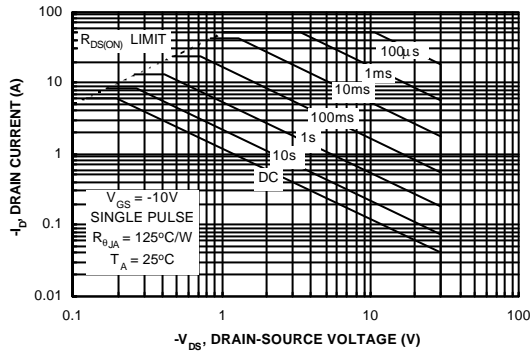 100
10
1
0.1
0.01
-I_D, DRAIN CURRENT (A)
R_DS(ON) LIMIT
100µs
1ms
10ms
100ms
1s
10s
DC
V_GS = -10V
SINGLE PULSE
R_θJA = 125°C/W
T_A = 25°C
0.1 1 10 100
-V_DS, DRAIN-SOURCE VOLTAGE (V)